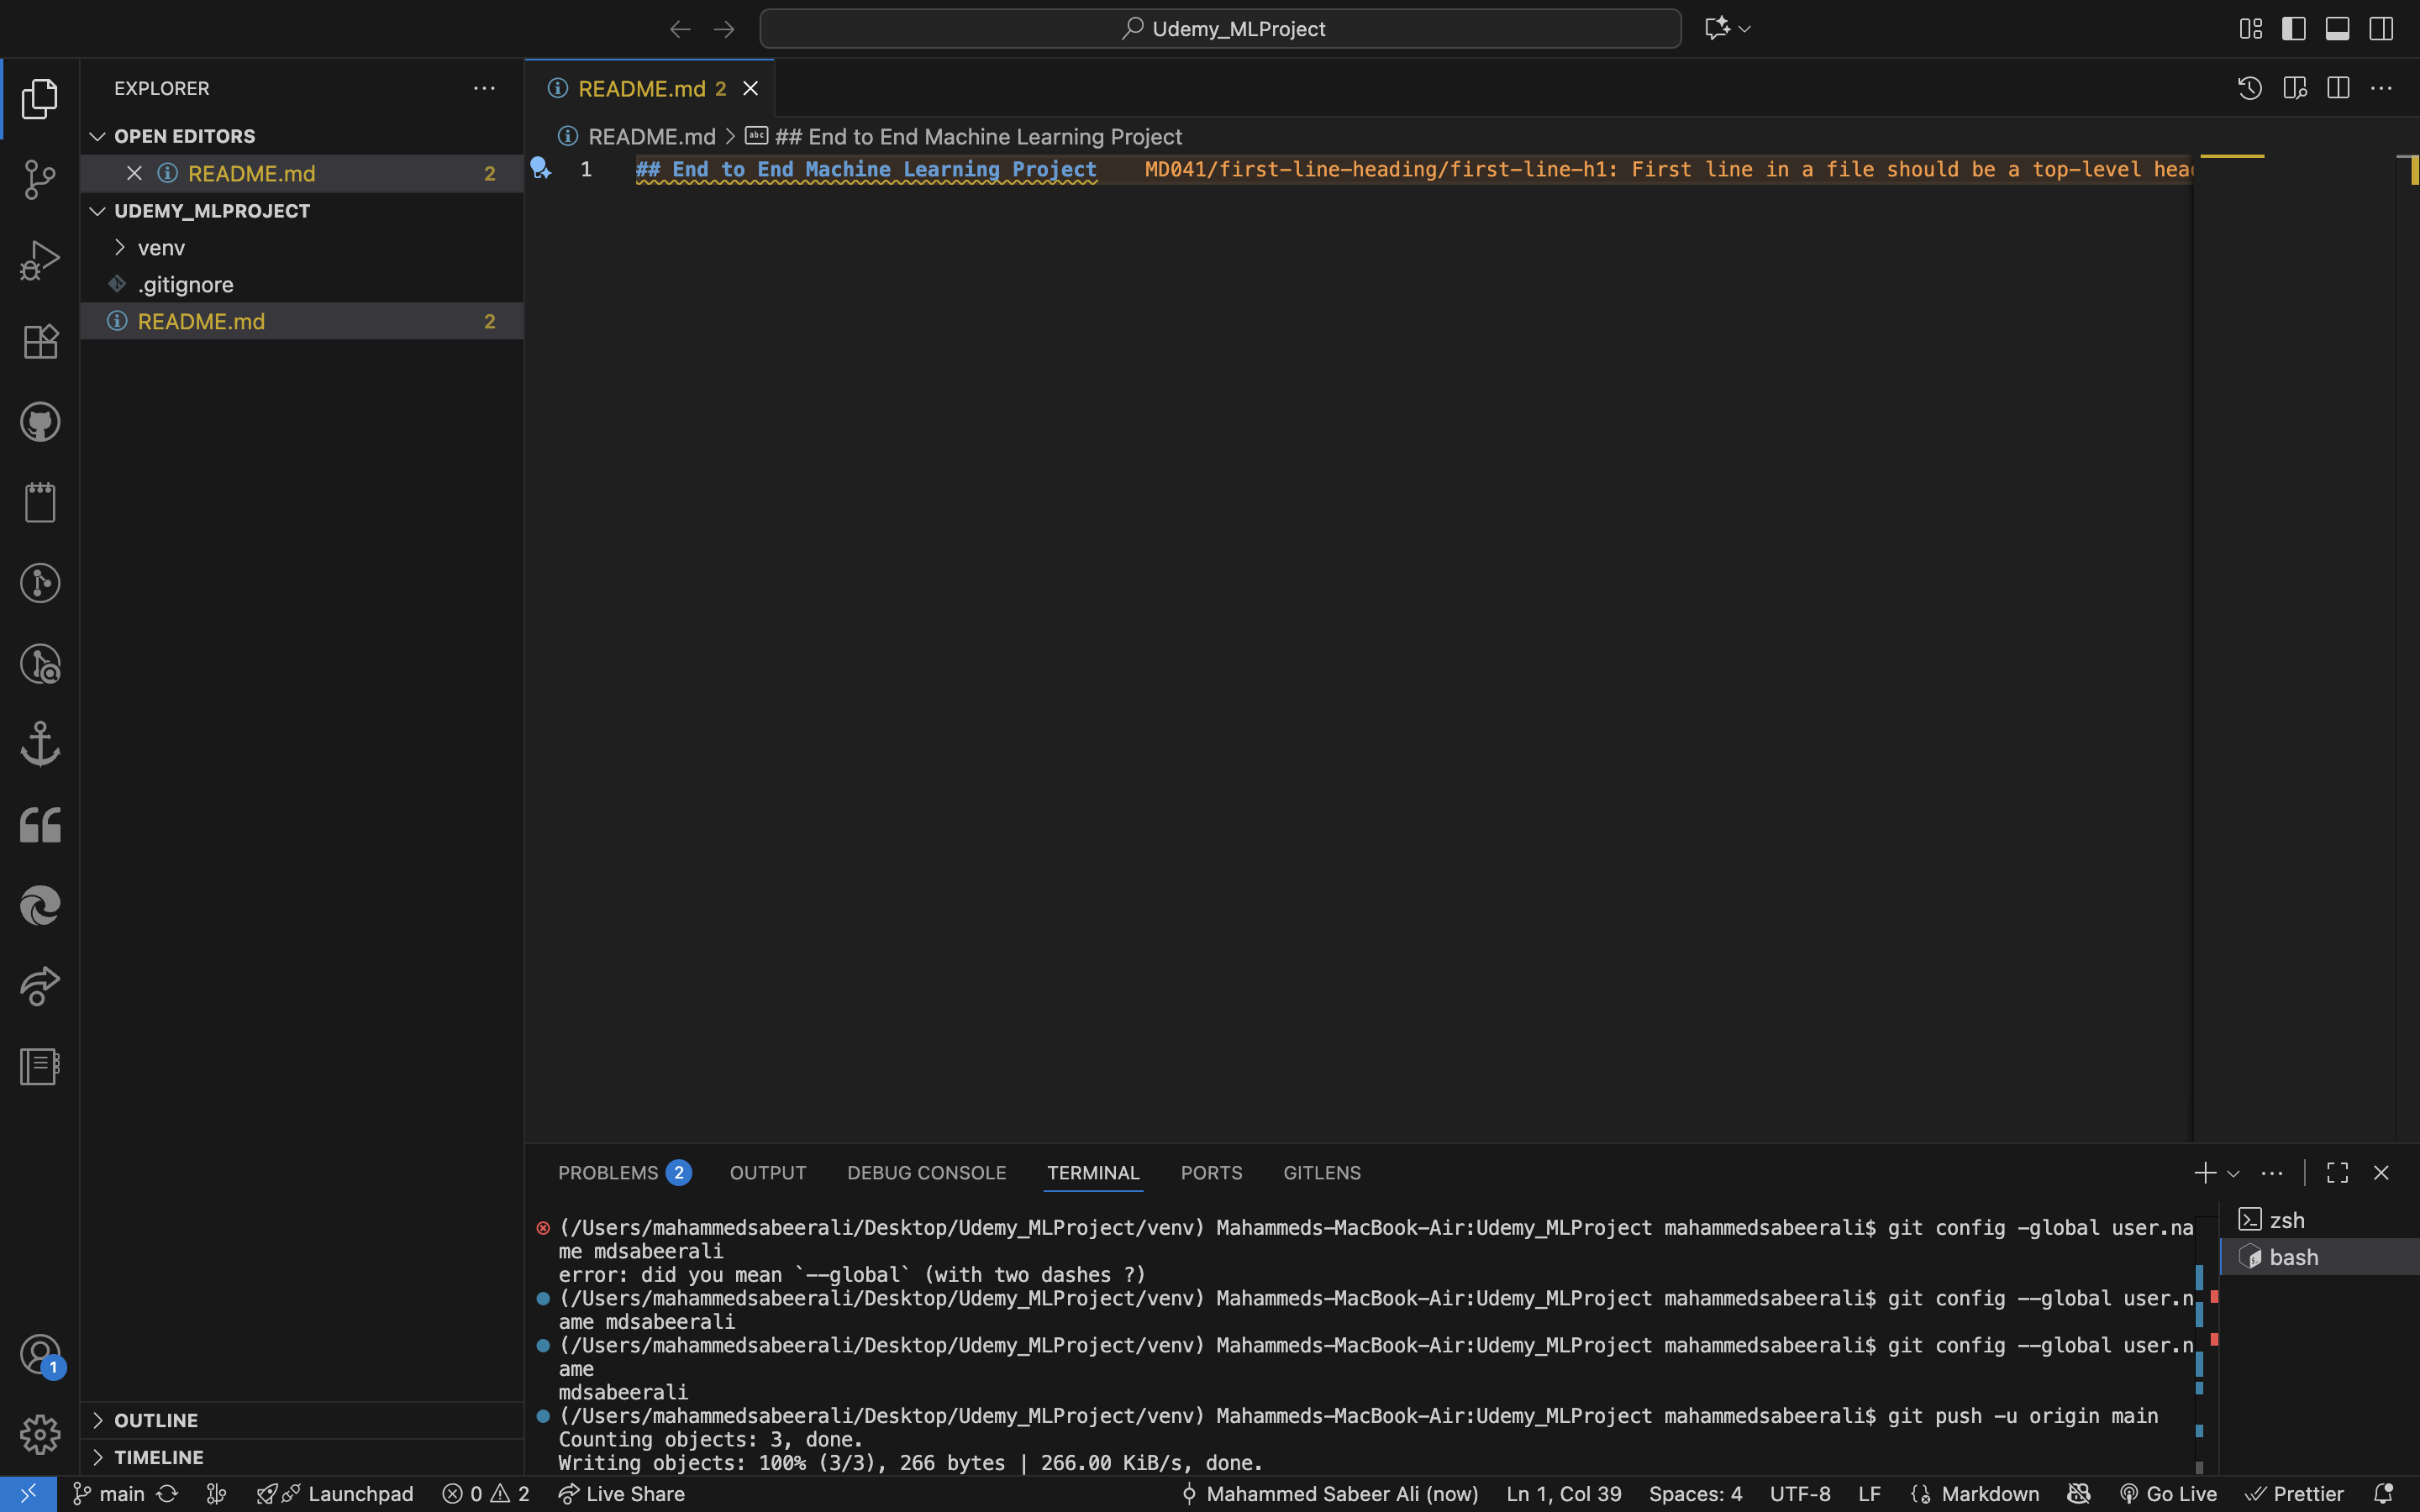 Udemy_MLProject
EXPLORER
OPEN EDITORS
README.md 2
UDEMY_MLPROJECT
venv
.gitignore
README.md 2
README.md 2
README.md > abc ## End to End Machine Learning Project
1 ## End to End Machine Learning Project MD041/first-line-heading/first-line-h1: First line in a file should be a top-level
PROBLEMS 2 OUTPUT DEBUG CONSOLE TERMINAL PORTS GITLENS
(/Users/mahammedsabeerali/Desktop/Udemy_MLProject/venv) Mahammeds-MacBook-Air:Udemy_MLProject mahammedsabeerali$ git config -global user.na
me mdsabeerali
error: did you mean `--global` (with two dashes ?)
(/Users/mahammedsabeerali/Desktop/Udemy_MLProject/venv) Mahammeds-MacBook-Air:Udemy_MLProject mahammedsabeerali$ git config --global user.n
ame mdsabeerali
(/Users/mahammedsabeerali/Desktop/Udemy_MLProject/venv) Mahammeds-MacBook-Air:Udemy_MLProject mahammedsabeerali$ git config --global user.n
ame
mdsabeerali
(/Users/mahammedsabeerali/Desktop/Udemy_MLProject/venv) Mahammeds-MacBook-Air:Udemy_MLProject mahammedsabeerali$ git push -u origin main
Counting objects: 3, done.
Writing objects: 100% (3/3), 266 bytes | 266.00 KiB/s, done.
zsh
bash
1
OUTLINE
TIMELINE
main Launchpad 0 2 Live Share Mahammed Sabeer Ali (now) Ln 1, Col 39 Spaces: 4 UTF-8 LF Markdown Go Live Prettier